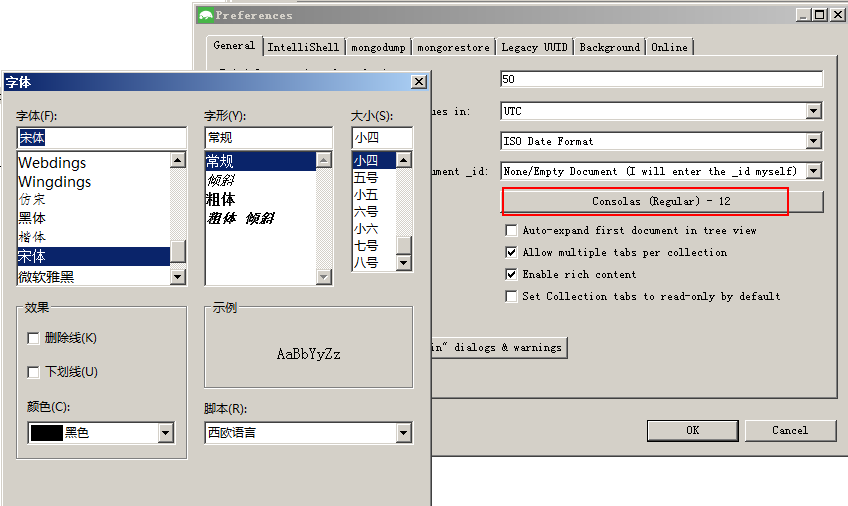 Preferences
General
IntelliShell
mongodump
mongorestore
Legacy UUID
Background
Online
50
ues in:
UTC
ISO Date Format
ument _id:
None/Empty Document (I will enter the _id myself)
Consolas (Regular) - 12
Auto-expand first document in tree view
Allow multiple tabs per collection
Enable rich content
Set Collection tabs to read-only by default
in" dialogs & warnings
OK
Cancel
字体
字体(F):
宋体
Webdings
Wingdings
仿宋
黑体
楷体
宋体
微软雅黑
字形(Y):
常规
常规
倾斜
粗体
粗体 倾斜
大小(S):
小四
小四
五号
小五
六号
小六
七号
八号
效果
删除线(K)
下划线(U)
颜色(C):
黑色
示例
AaBbYyZz
脚本(R):
西欧语言